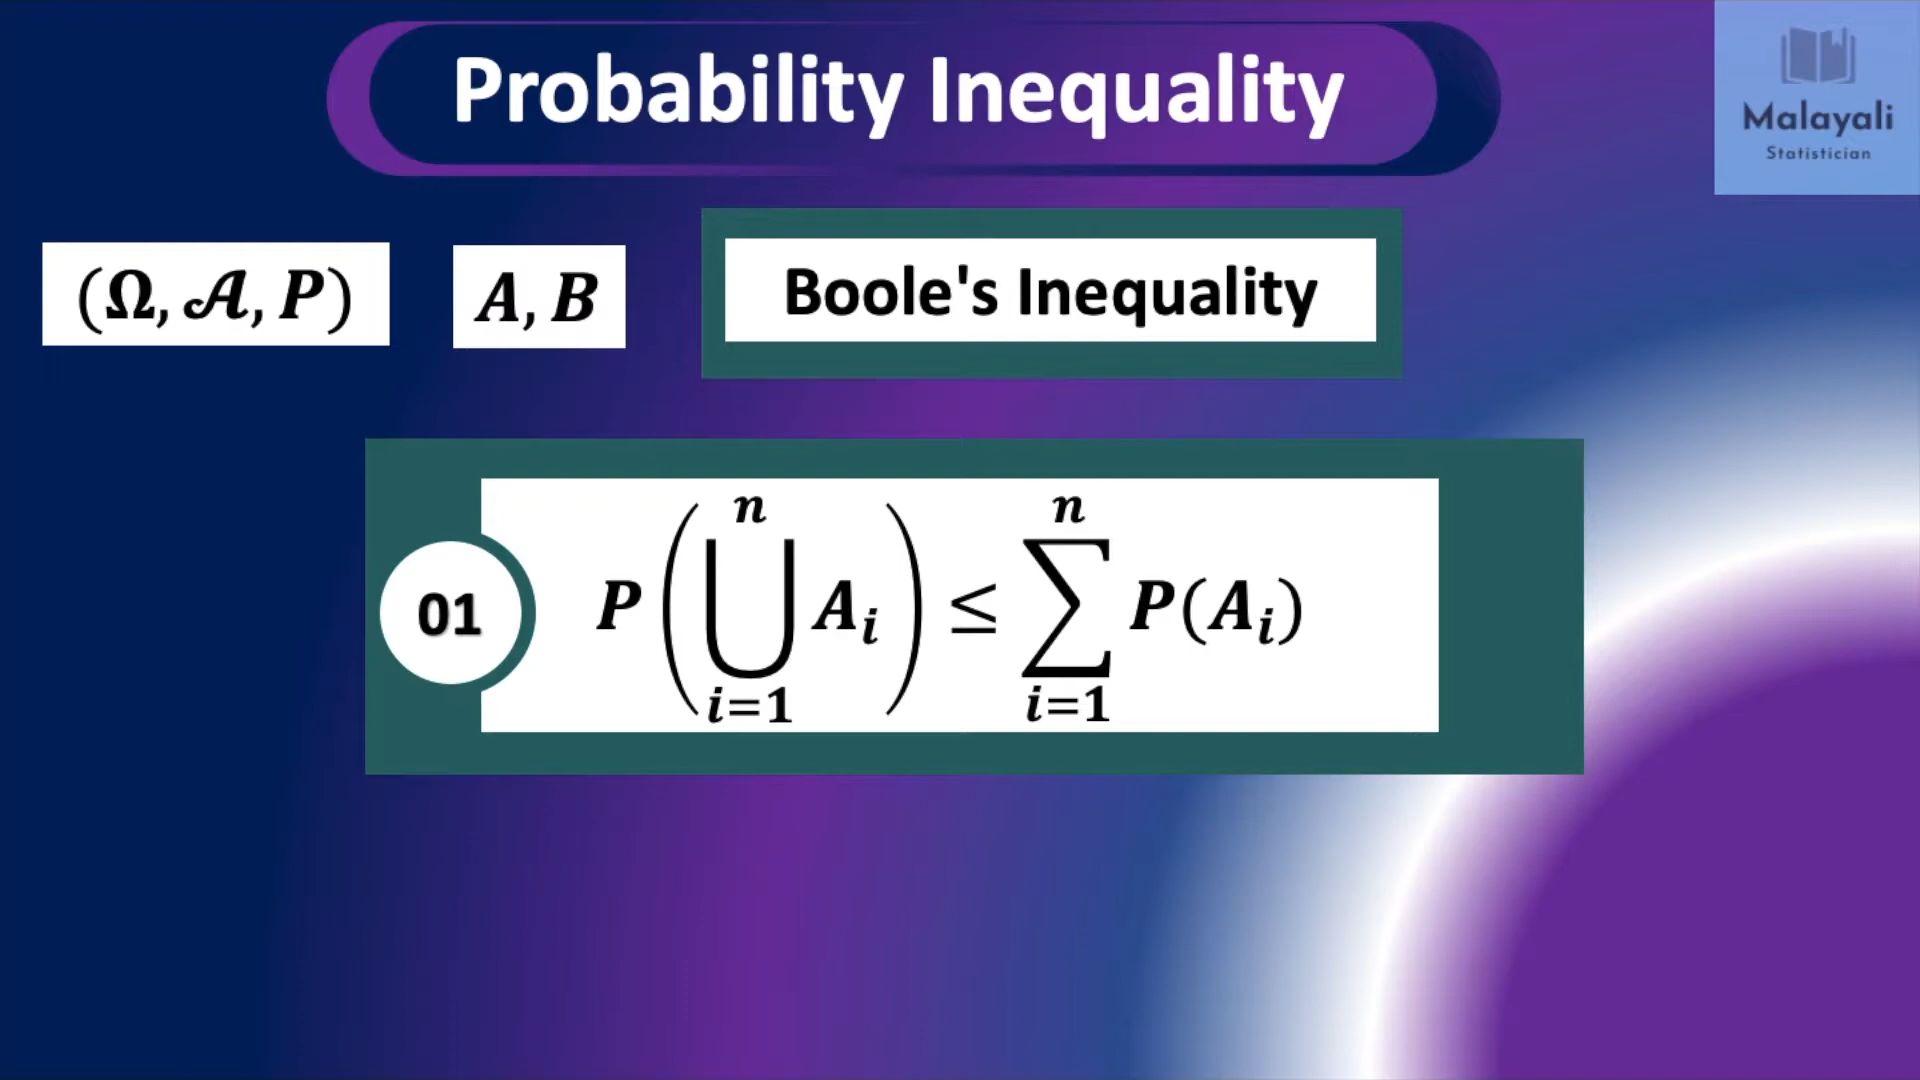 Probability Inequality
Malayali
Statistician
(Ω, 𝒜, P)
A, B
Boole's Inequality
01
P(⋃_{i=1}^{n} A_i) ≤ ∑_{i=1}^{n} P(A_i)